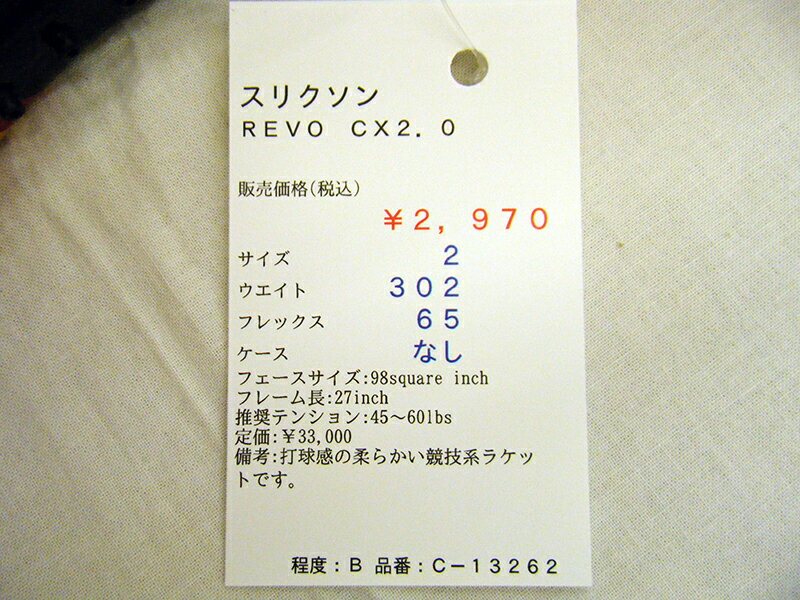 スリクソン
ＲＥＶＯ　ＣＸ２．０
販売価格(税込)
￥２，９７０
サイズ　２
ウエイト　３０２
フレックス　６５
ケース　なし
フェースサイズ:98square inch
フレーム長:27inch
推奨テンション:45～60lbs
定価:￥33,000
備考:打球感の柔らかい競技系ラケッ
トです。
程度：Ｂ 品番：Ｃ－１３２６２